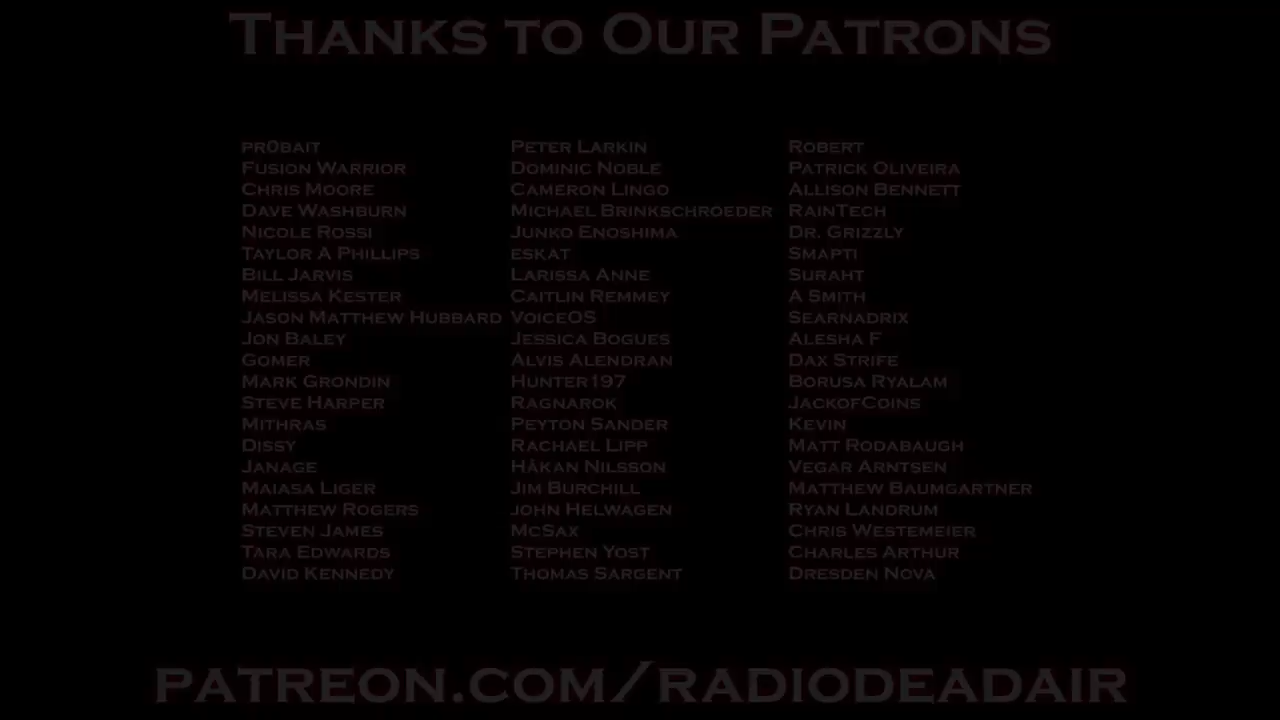 Thanks to Our Patrons
pr0bait
Fusion Warrior
Chris Moore
Dave Washburn
Nicole Rossi
Taylor A Phillips
Bill Jarvis
Melissa Kester
Jason Matthew Hubbard
Jon Baley
Gomer
Mark Grondin
Steve Harper
Mithras
Dissy
Janage
Maiasa Liger
Matthew Rogers
Steven James
Tara Edwards
David Kennedy
Peter Larkin
Dominic Noble
Cameron Lingo
Michael Brinkschroeder
Junko Enoshima
eskat
Larissa Anne
Caitlin Remmey
VoiceOS
Jessica Bogues
Alvis Alendran
Hunter197
Ragnarok
Peyton Sander
Rachael Lipp
Håkan Nilsson
Jim Burchill
john Helwagen
McSax
Stephen Yost
Thomas Sargent
Robert
Patrick Oliveira
Allison Bennett
RainTech
Dr. Grizzly
Smapti
Suraht
A Smith
Searnadrix
Alesha F
Dax Strife
Borusa Ryalam
JackofCoins
Kevin
Matt Rodabaugh
Vegar Arntsen
Matthew Baumgartner
Ryan Landrum
Chris Westemeier
Charles Arthur
Dresden Nova
patreon.com/radiodeadair